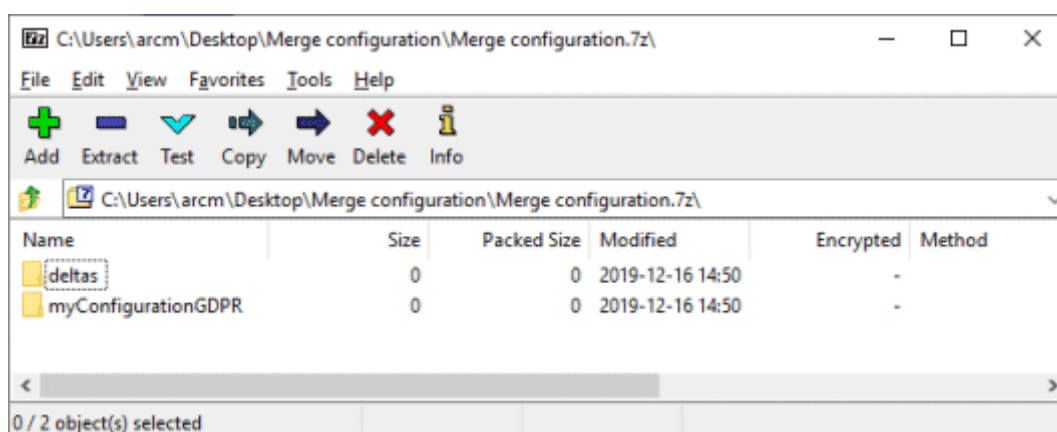 7z C:\Users\arcm\Desktop\Merge configuration\Merge configuration.7z\
File Edit View Favorites Tools Help
Add Extract Test Copy Move Delete Info
C:\Users\arcm\Desktop\Merge configuration\Merge configuration.7z\
Name Size Packed Size Modified Encrypted Method
deltas 0 0 2019-12-16 14:50 -
myConfigurationGDPR 0 0 2019-12-16 14:50 -
0 / 2 object(s) selected